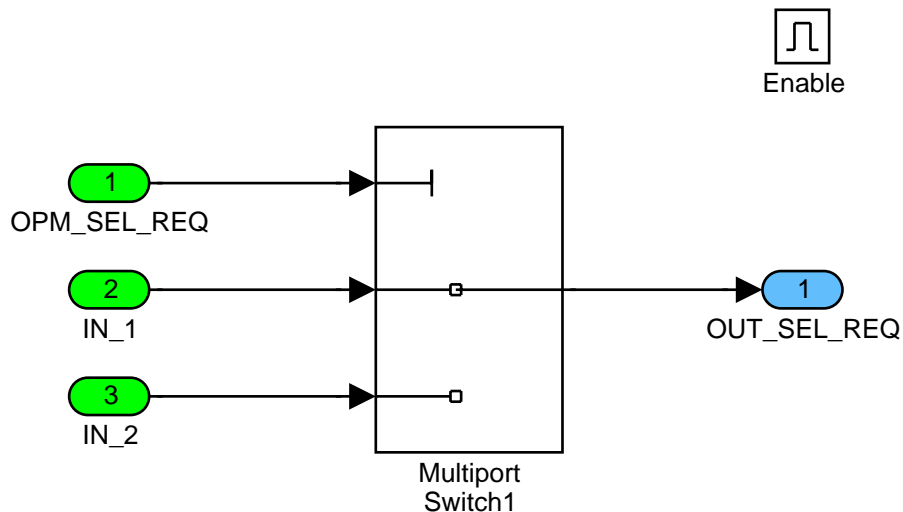 Enable
1
OPM_SEL_REQ
2
IN_1
1
OUT_SEL_REQ
3
IN_2
Multiport
Switch1